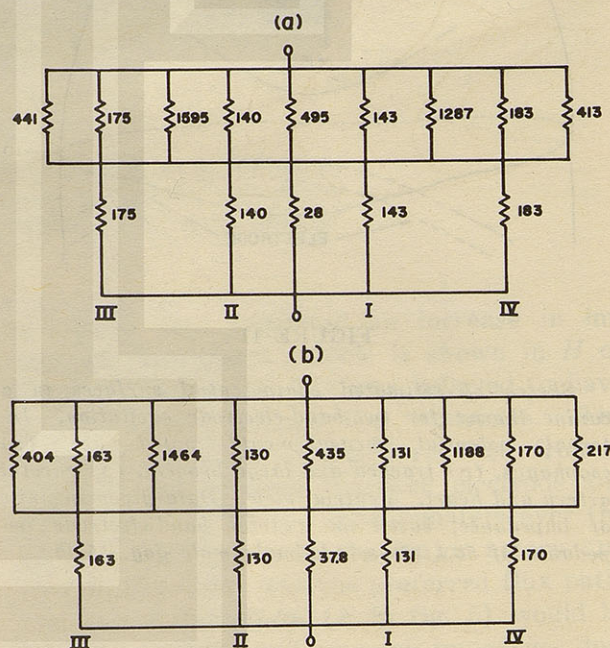 (a)
441 175 1595 140 495 143 1287 183 413
175 140 28 143 183
III II I IV
(b)
404 163 1464 130 435 131 1188 170 217
163 130 37.8 131 170
III II I IV